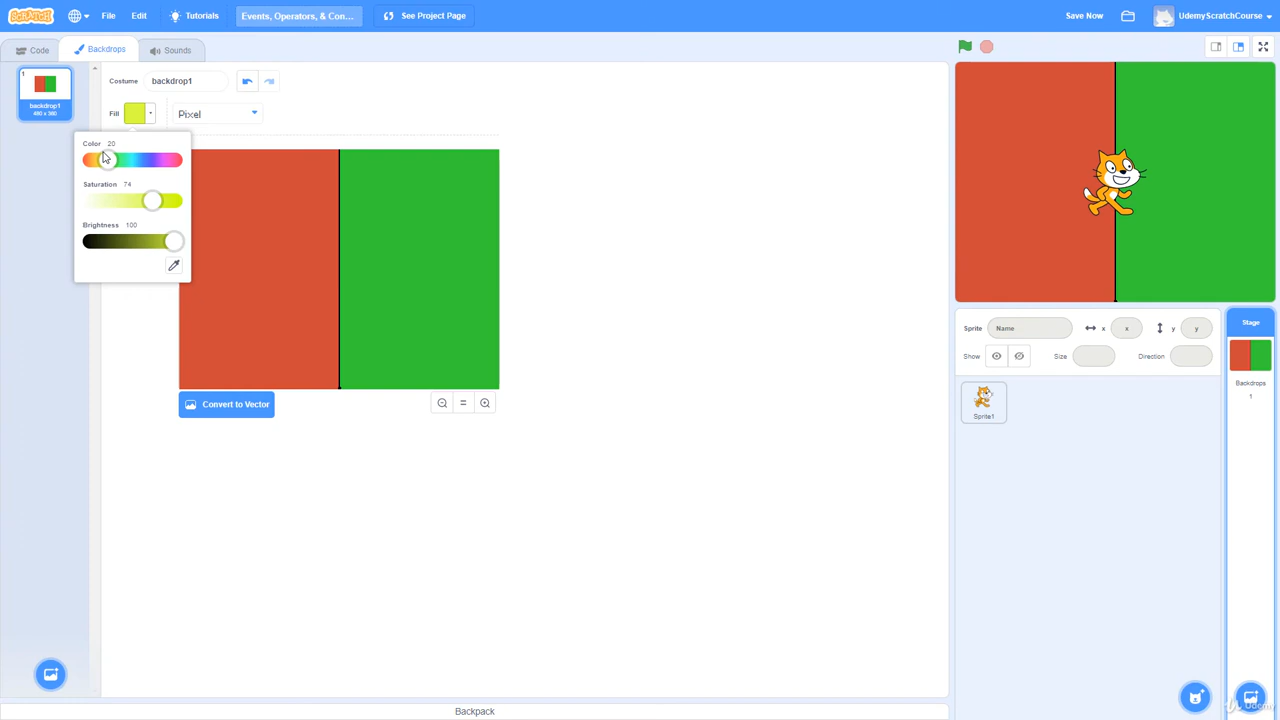 SCRATCH File Edit Tutorials Events, Operators, & Con... See Project Page Save Now UdemyScratchCourse
Code Backdrops Sounds
1
backdrop1
480 x 360
Costume backdrop1
Fill Pixel
Color 20
Saturation 74
Brightness 100
Convert to Vector
Sprite Name x x y y
Show Size Direction
Sprite1
Stage
Backdrops
1
Backpack
Udemy